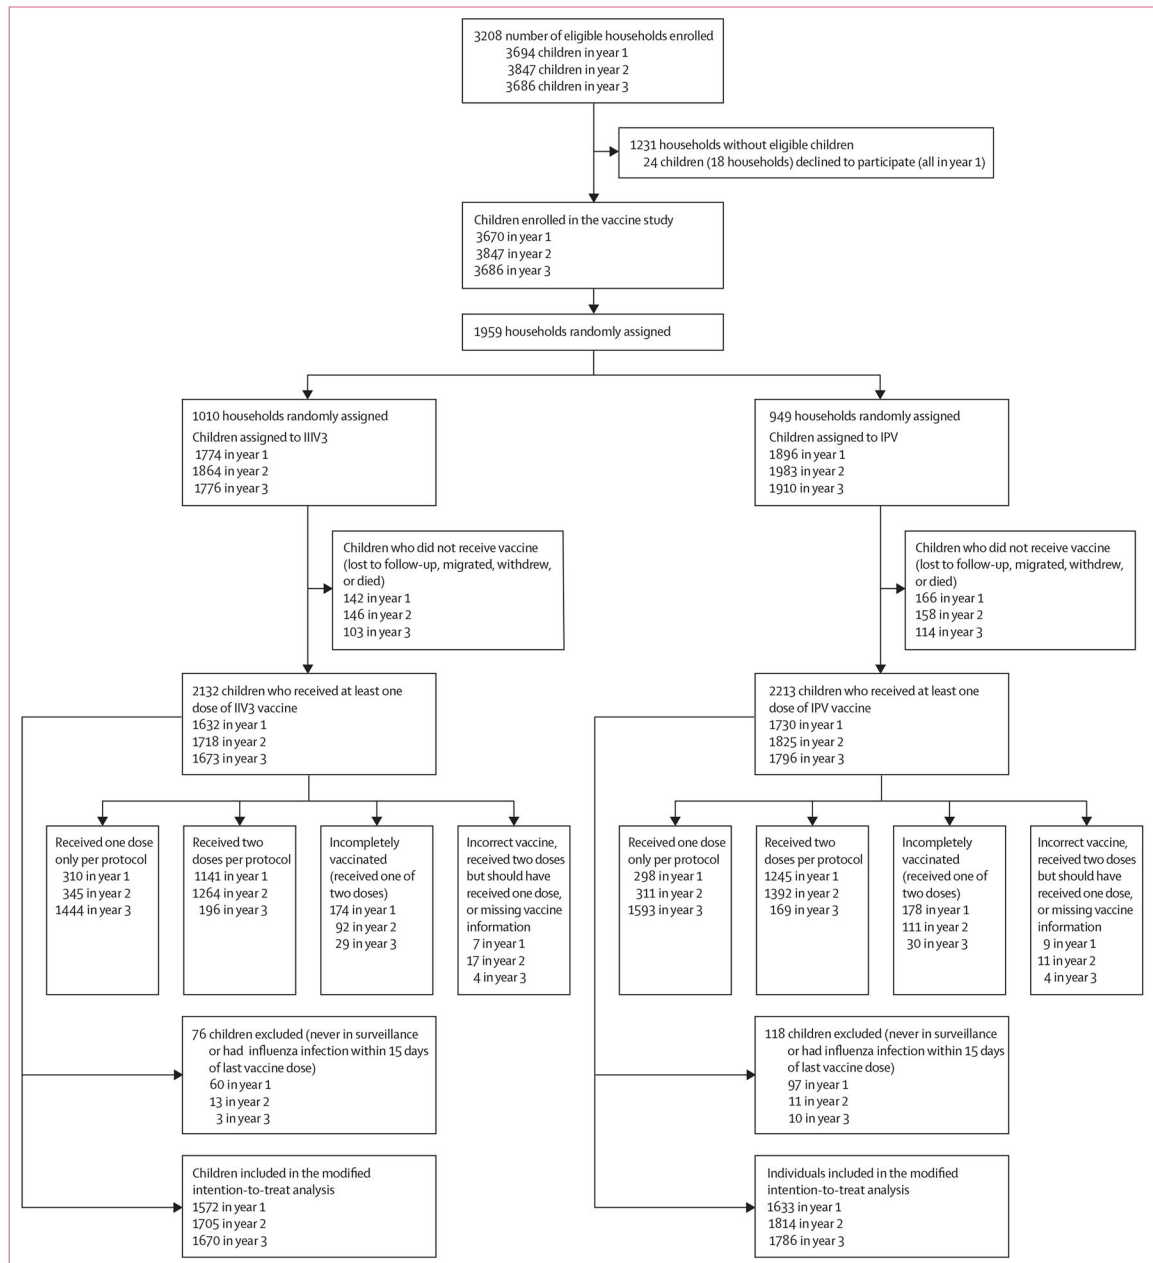 3208 number of eligible households enrolled
3694 children in year 1
3847 children in year 2
3686 children in year 3
1231 households without eligible children
24 children (18 households) declined to participate (all in year 1)
Children enrolled in the vaccine study
3670 in year 1
3847 in year 2
3686 in year 3
1959 households randomly assigned
1010 households randomly assigned
Children assigned to IIIV3
1774 in year 1
1864 in year 2
1776 in year 3
949 households randomly assigned
Children assigned to IPV
1896 in year 1
1983 in year 2
1910 in year 3
Children who did not receive vaccine
(lost to follow-up, migrated, withdrew,
or died)
142 in year 1
146 in year 2
103 in year 3
Children who did not receive vaccine
(lost to follow-up, migrated, withdrew,
or died)
166 in year 1
158 in year 2
114 in year 3
2132 children who received at least one
dose of IIV3 vaccine
1632 in year 1
1718 in year 2
1673 in year 3
2213 children who received at least one
dose of IPV vaccine
1730 in year 1
1825 in year 2
1796 in year 3
Received one dose
only per protocol
310 in year 1
345 in year 2
1444 in year 3
Received two
doses per protocol
1141 in year 1
1264 in year 2
196 in year 3
Incompletely
vaccinated
(received one of
two doses)
174 in year 1
92 in year 2
29 in year 3
Incorrect vaccine,
received two doses
but should have
received one dose,
or missing vaccine
information
7 in year 1
17 in year 2
4 in year 3
Received one dose
only per protocol
298 in year 1
311 in year 2
1593 in year 3
Received two
doses per protocol
1245 in year 1
1392 in year 2
169 in year 3
Incompletely
vaccinated
(received one of
two doses)
178 in year 1
111 in year 2
30 in year 3
Incorrect vaccine,
received two doses
but should have
received one dose,
or missing vaccine
information
9 in year 1
11 in year 2
4 in year 3
76 children excluded (never in surveillance
or had influenza infection within 15 days
of last vaccine dose)
60 in year 1
13 in year 2
3 in year 3
118 children excluded (never in surveillance
or had influenza infection within 15 days
of last vaccine dose)
97 in year 1
11 in year 2
10 in year 3
Children included in the modified
intention-to-treat analysis
1572 in year 1
1705 in year 2
1670 in year 3
Individuals included in the modified
intention-to-treat analysis
1633 in year 1
1814 in year 2
1786 in year 3